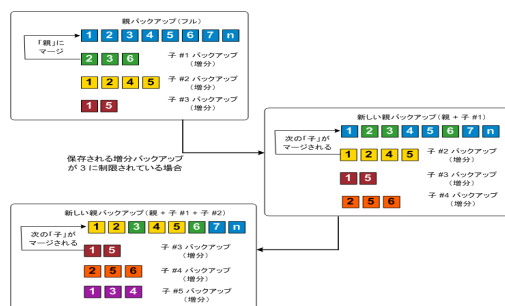 親バックアップ(フル)
「親」に
マージ
1 2 3 4 5 6 7 n
2 3 6
子 #1 バックアップ
(増分)
1 2 4 5
子 #2 バックアップ
(増分)
1 5
子 #3 バックアップ
(増分)
保存される増分バックアップ
が 3 に制限されている場合
新しい親バックアップ(親 + 子 #1)
次の「子」が
マージされる
1 2 3 4 5 6 7 n
1 2 4 5
子 #2 バックアップ
(増分)
1 5
子 #3 バックアップ
(増分)
2 5 6
子 #4 バックアップ
(増分)
新しい親バックアップ(親 + 子 #1 + 子 #2)
次の「子」が
マージされる
1 2 3 4 5 6 7 n
1 5
子 #3 バックアップ
(増分)
2 5 6
子 #4 バックアップ
(増分)
1 3 4
子 #5 バックアップ
(増分)